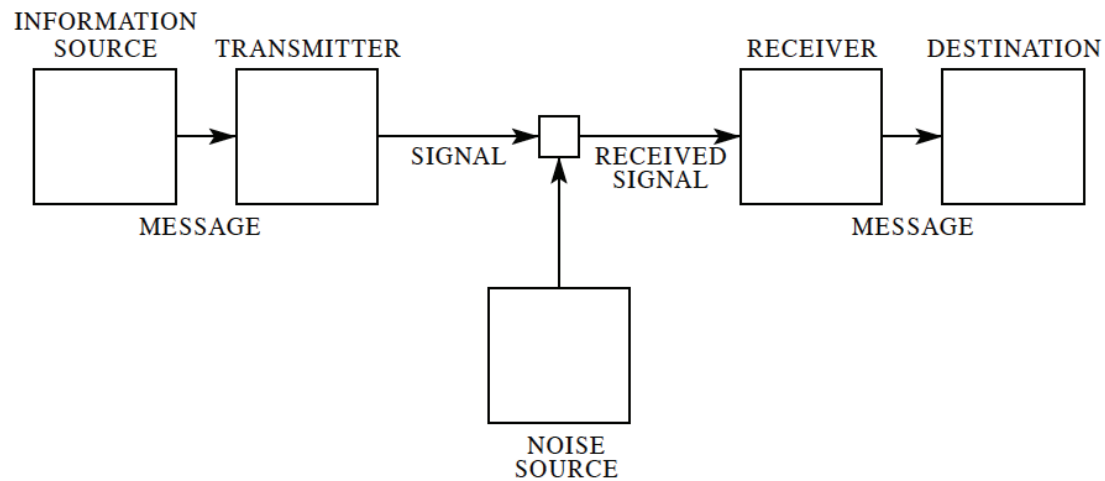 INFORMATION
SOURCE
TRANSMITTER
RECEIVER
DESTINATION
SIGNAL
RECEIVED
SIGNAL
MESSAGE
MESSAGE
NOISE
SOURCE